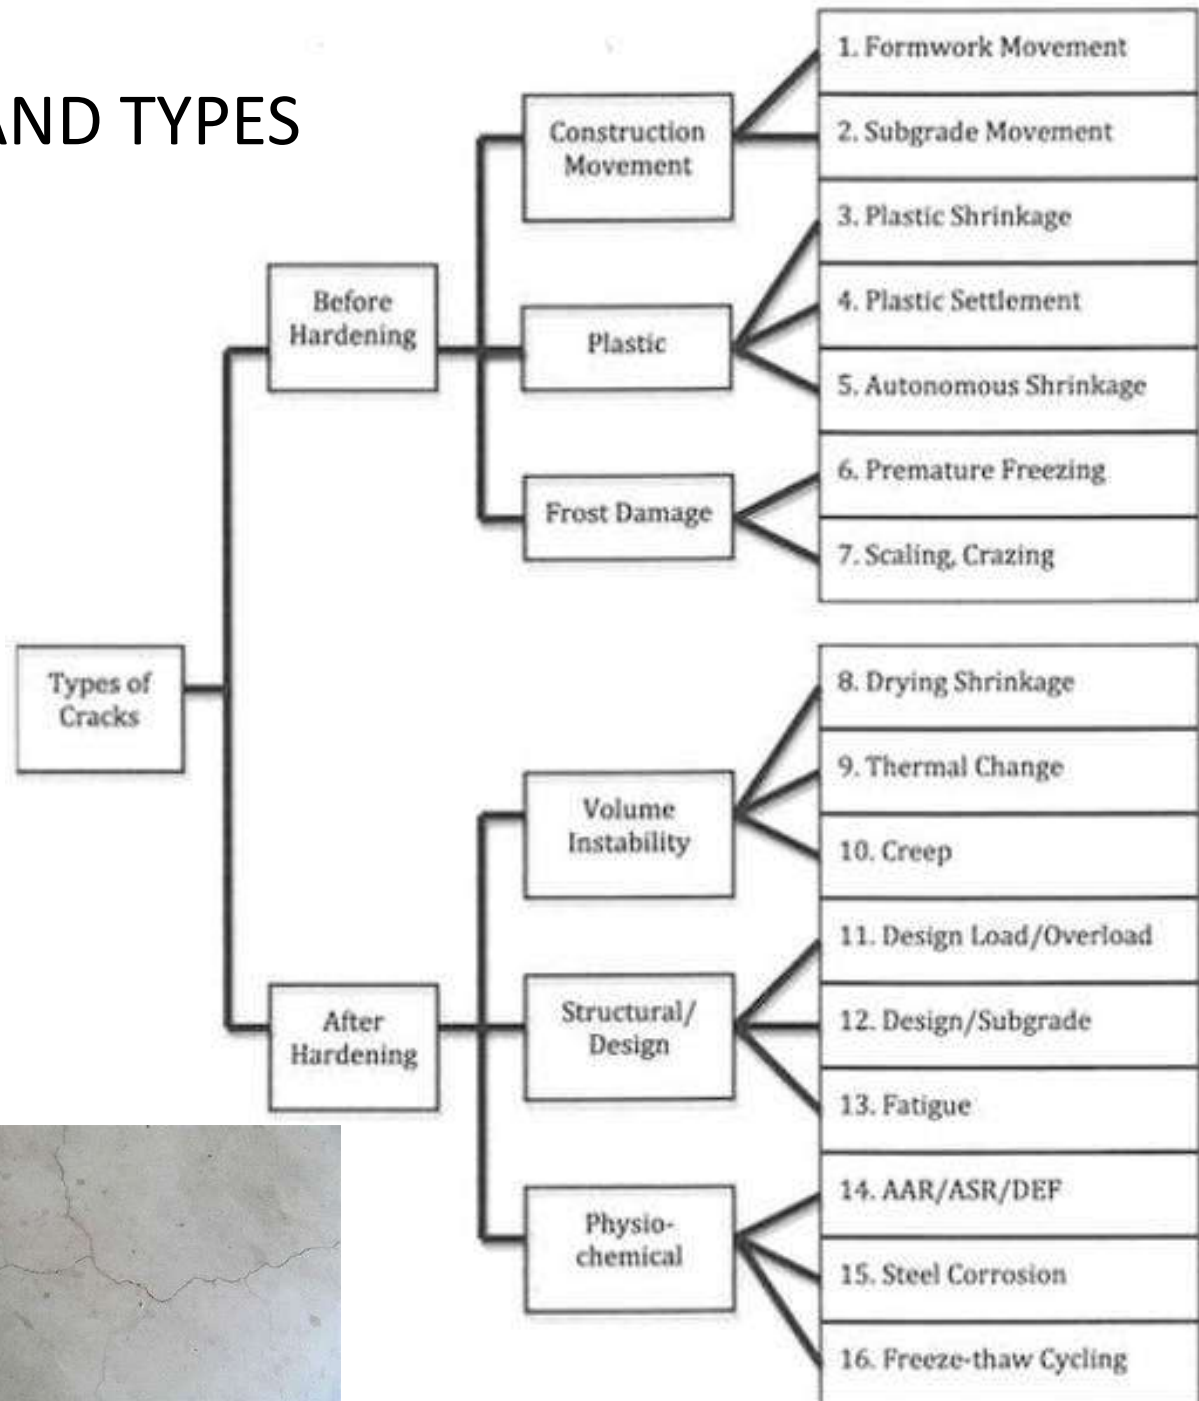 AND TYPES
Types of
Cracks
Before
Hardening
Construction
Movement
1. Formwork Movement
2. Subgrade Movement
Plastic
3. Plastic Shrinkage
4. Plastic Settlement
5. Autonomous Shrinkage
Frost Damage
6. Premature Freezing
7. Scaling, Crazing
After
Hardening
Volume
Instability
8. Drying Shrinkage
9. Thermal Change
10. Creep
Structural/
Design
11. Design Load/Overload
12. Design/Subgrade
13. Fatigue
Physio-
chemical
14. AAR/ASR/DEF
15. Steel Corrosion
16. Freeze-thaw Cycling